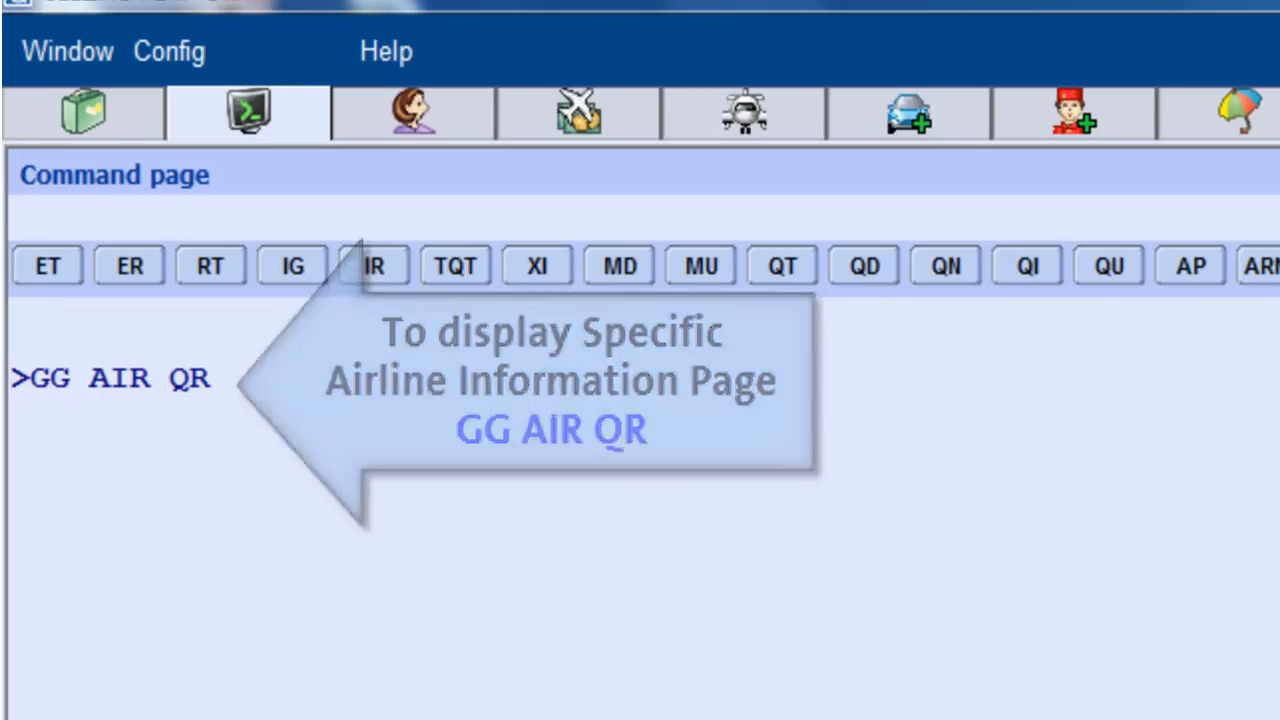 Window Config Help
Command page
ET ER RT IG IR TQT XI MD MU QT QD QN QI QU AP
To display Specific
Airline Information Page
GG AIR QR
>GG AIR QR